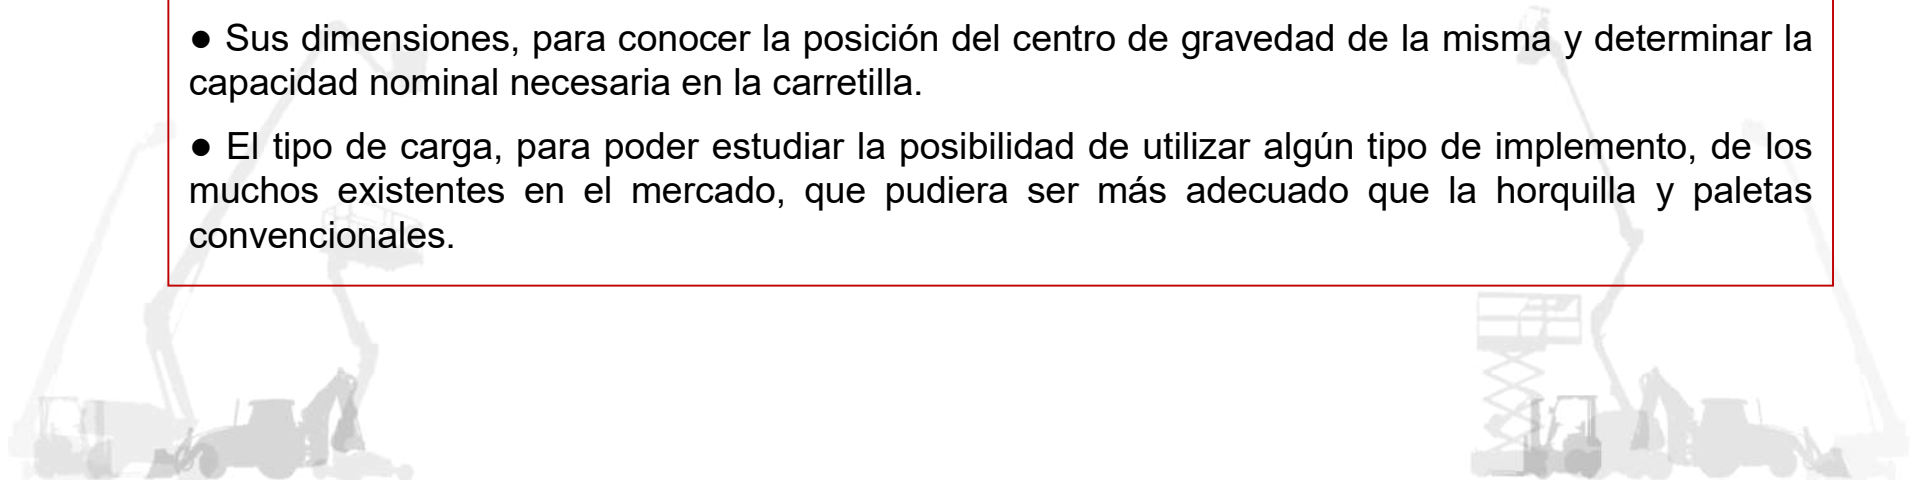 ● Sus dimensiones, para conocer la posición del centro de gravedad de la misma y determinar la
capacidad nominal necesaria en la carretilla.
● El tipo de carga, para poder estudiar la posibilidad de utilizar algún tipo de implemento, de los
muchos existentes en el mercado, que pudiera ser más adecuado que la horquilla y paletas
convencionales.